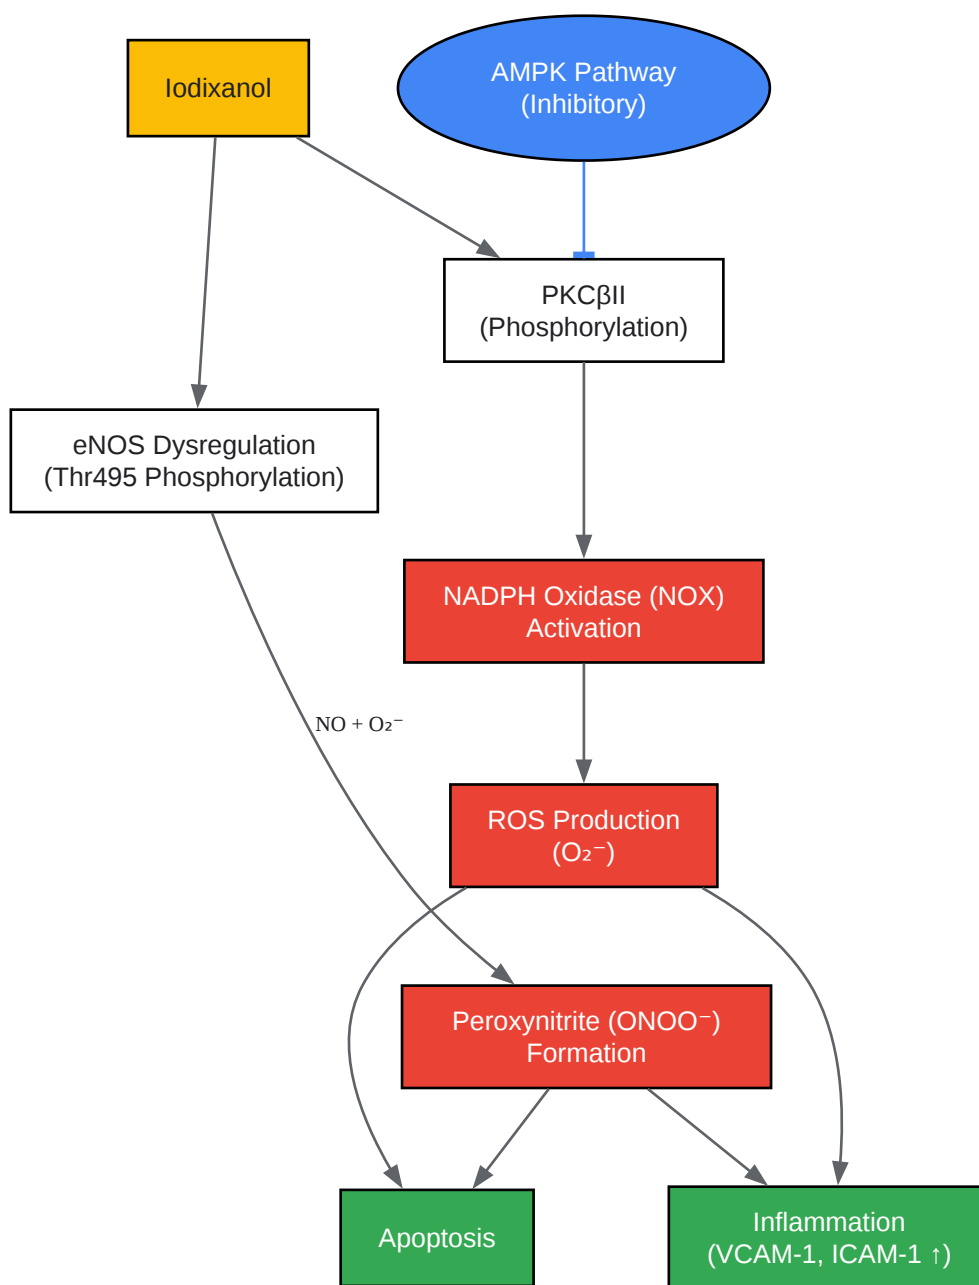 Iodixanol
AMPK Pathway
(Inhibitory)
PKCβII
(Phosphorylation)
eNOS Dysregulation
(Thr495 Phosphorylation)
NADPH Oxidase (NOX)
Activation
NO + O₂⁻
ROS Production
(O₂⁻)
Peroxynitrite (ONOO⁻)
Formation
Apoptosis
Inflammation
(VCAM-1, ICAM-1 ↑)